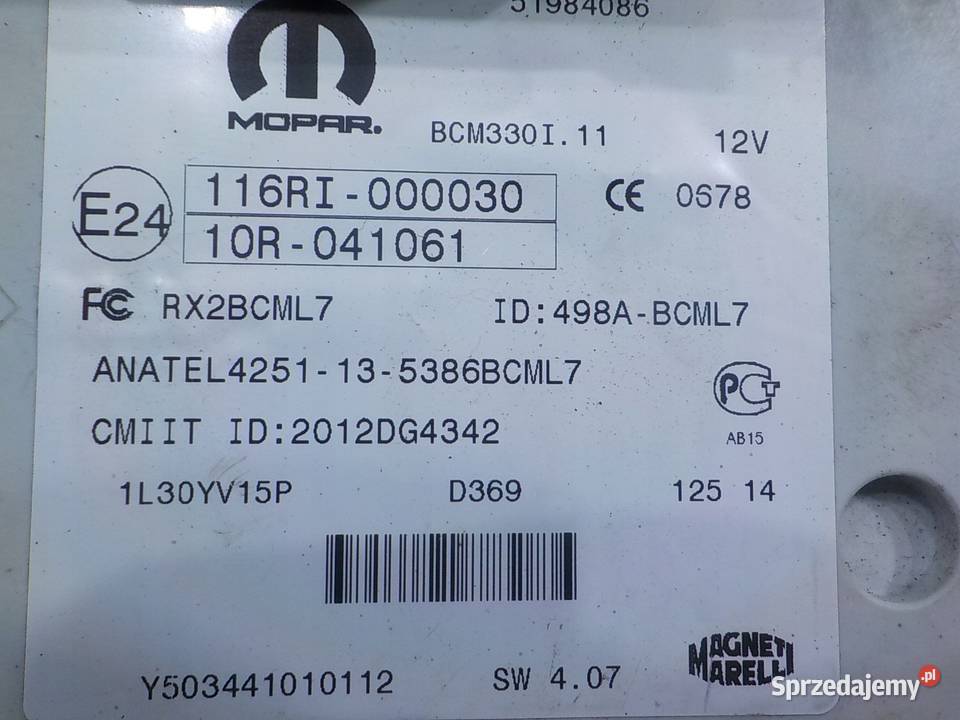 51984086
MOPAR.
BCM330I.11 12V
E24 116RI-000030 CE 0678
10R-041061
FC RX2BCML7 ID:498A-BCML7
ANATEL4251-13-5386BCML7
PCT
CMIIT ID:2012DG4342
AB15
1L30YV15P D369 125 14
Y503441010112 SW 4.07
MAGNETI
MARELLI
Sprzedajemy.pl